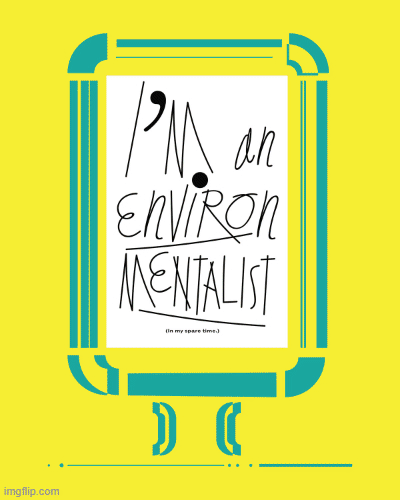 I'M an
ENVIRON
MENTALIST
(In my spare time.)
imgflip.com